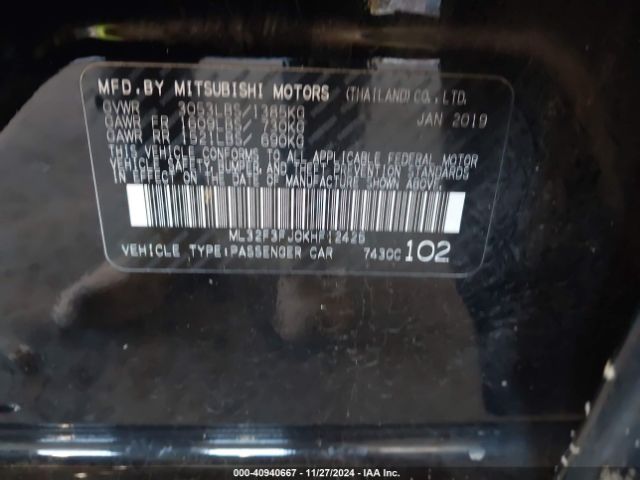 MFD.BY MITSUBISHI MOTORS (THAILAND) CO., LTD.
GVWR 3053LBS/1385KG JAN 2019
GAWR FR 730KG
GAWR RR 1521LBS/ 690KG
THIS VEHICLE CONFORMS TO ALL APPLICABLE FEDERAL MOTOR
VEHICLE SAFETY, BUMPER, AND THEFT PREVENTION STANDARDS
IN EFFECT ON THE DATE OF MANUFACTURE SHOWN ABOVE.
VEHICLE TYPE:PASSENGER CAR 7430C 102
000-40940667 - 11/27/2024 - IAA Inc.